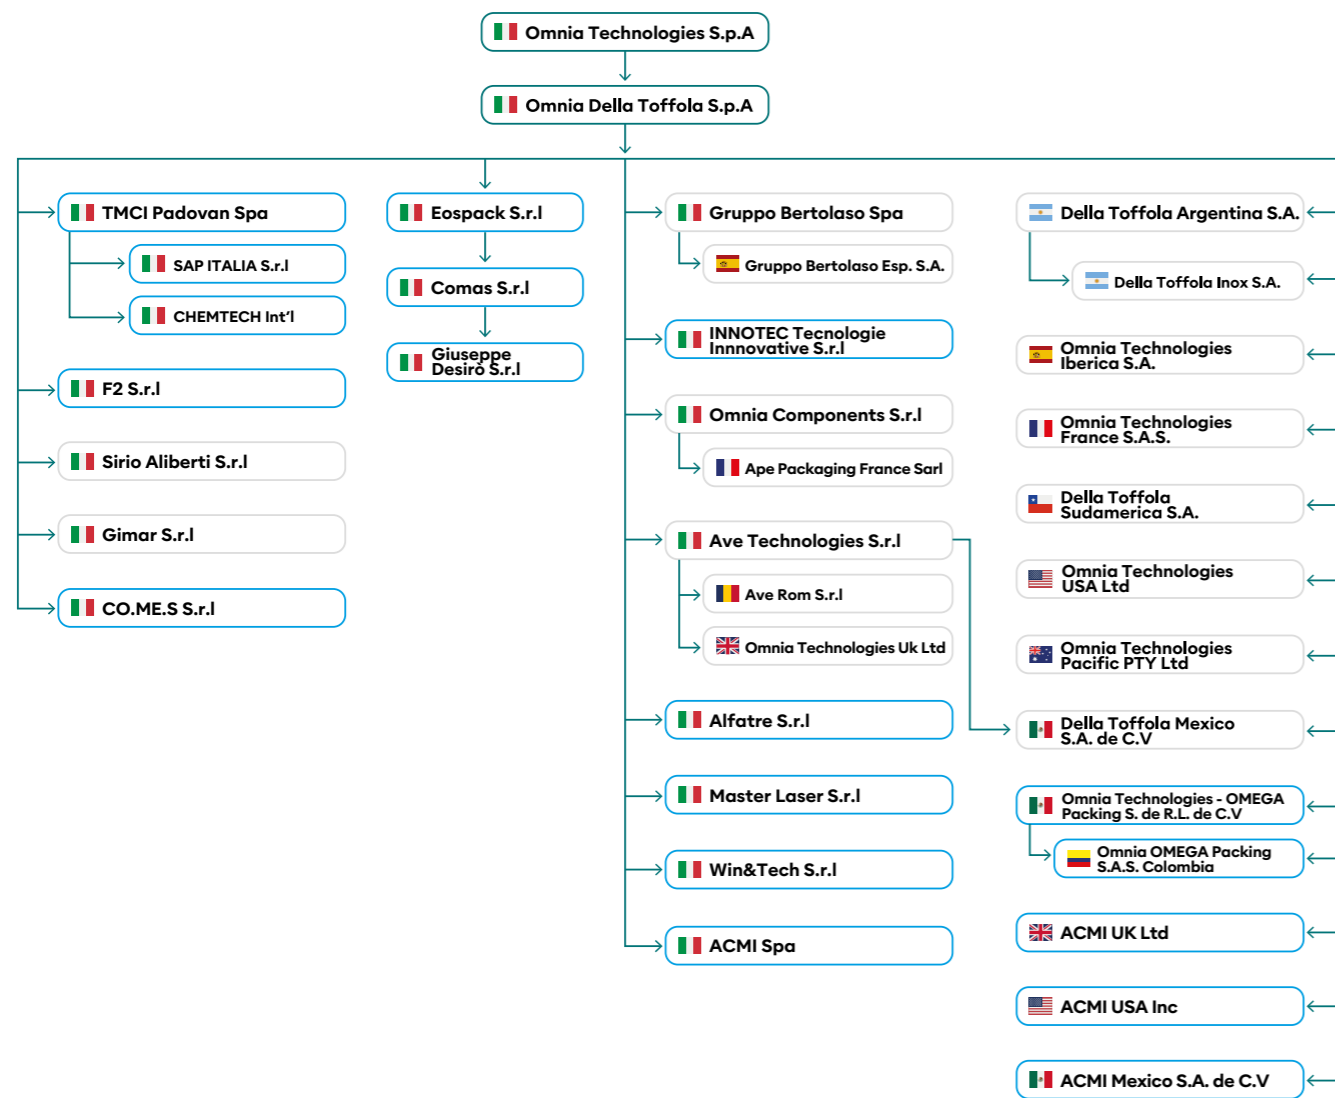 Omnia Technologies S.p.A
Omnia Della Toffola S.p.A
TMCI Padovan Spa
SAP ITALIA S.r.l
CHEMTECH Int'l
F2 S.r.l
Sirio Aliberti S.r.l
Gimar S.r.l
CO.ME.S S.r.l
Eospack S.r.l
Comas S.r.l
Giuseppe
Desirò S.r.l
Gruppo Bertolaso Spa
Gruppo Bertolaso Esp. S.A.
INNOTEC Tecnologie
Innnovative S.r.l
Omnia Components S.r.l
Ape Packaging France Sarl
Ave Technologies S.r.l
Ave Rom S.r.l
Omnia Technologies Uk Ltd
Alfatre S.r.l
Master Laser S.r.l
Win&Tech S.r.l
ACMI Spa
Della Toffola Argentina S.A.
Della Toffola Inox S.A.
Omnia Technologies
Iberica S.A.
Omnia Technologies
France S.A.S.
Della Toffola
Sudamerica S.A.
Omnia Technologies
USA Ltd
Omnia Technologies
Pacific PTY Ltd
Della Toffola Mexico
S.A. de C.V
Omnia Technologies - OMEGA
Packing S. de R.L. de C.V
Omnia OMEGA Packing
S.A.S. Colombia
ACMI UK Ltd
ACMI USA Inc
ACMI Mexico S.A. de C.V